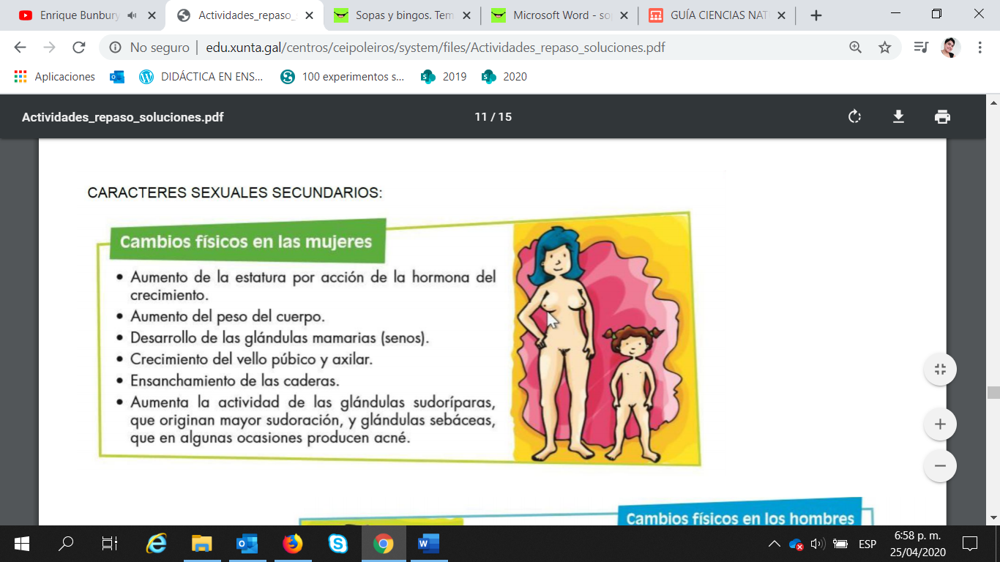 Enrique Bunbury
Actividades_repaso_
Sopas y bingos. Tem
Microsoft Word - so
GUÍA CIENCIAS NAT
No seguro | edu.xunta.gal/centros/ceipoleiros/system/files/Actividades_repaso_soluciones.pdf
Aplicaciones
DIDÁCTICA EN ENS...
100 experimentos s...
2019
2020
Actividades_repaso_soluciones.pdf
11 / 15
CARACTERES SEXUALES SECUNDARIOS:
Cambios físicos en las mujeres
• Aumento de la estatura por acción de la hormona del
crecimiento.
• Aumento del peso del cuerpo.
• Desarrollo de las glándulas mamarias (senos).
• Crecimiento del vello púbico y axilar.
• Ensanchamiento de las caderas.
• Aumenta la actividad de las glándulas sudoríparas,
que originan mayor sudoración, y glándulas sebáceas,
que en algunas ocasiones producen acné.
Cambios físicos en los hombres
ESP
6:58 p. m.
25/04/2020